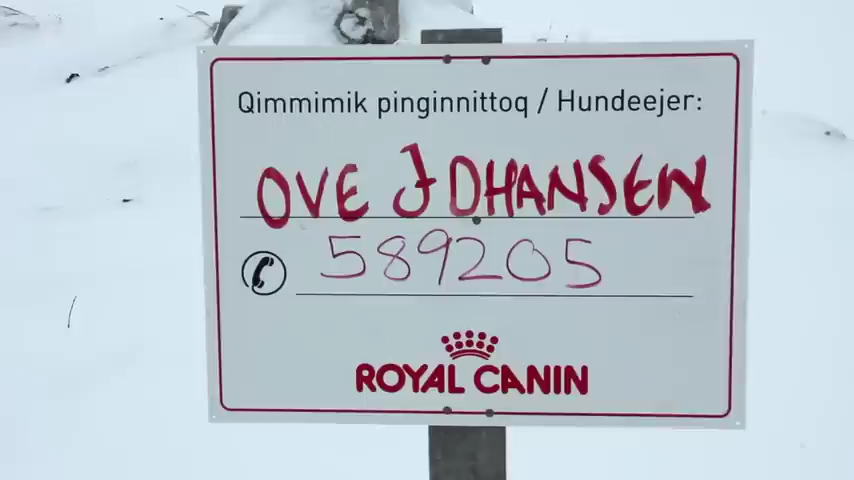 Qimmimik pinginnittoq / Hundeejer:
OVE JOHANSEN
589205
ROYAL CANIN